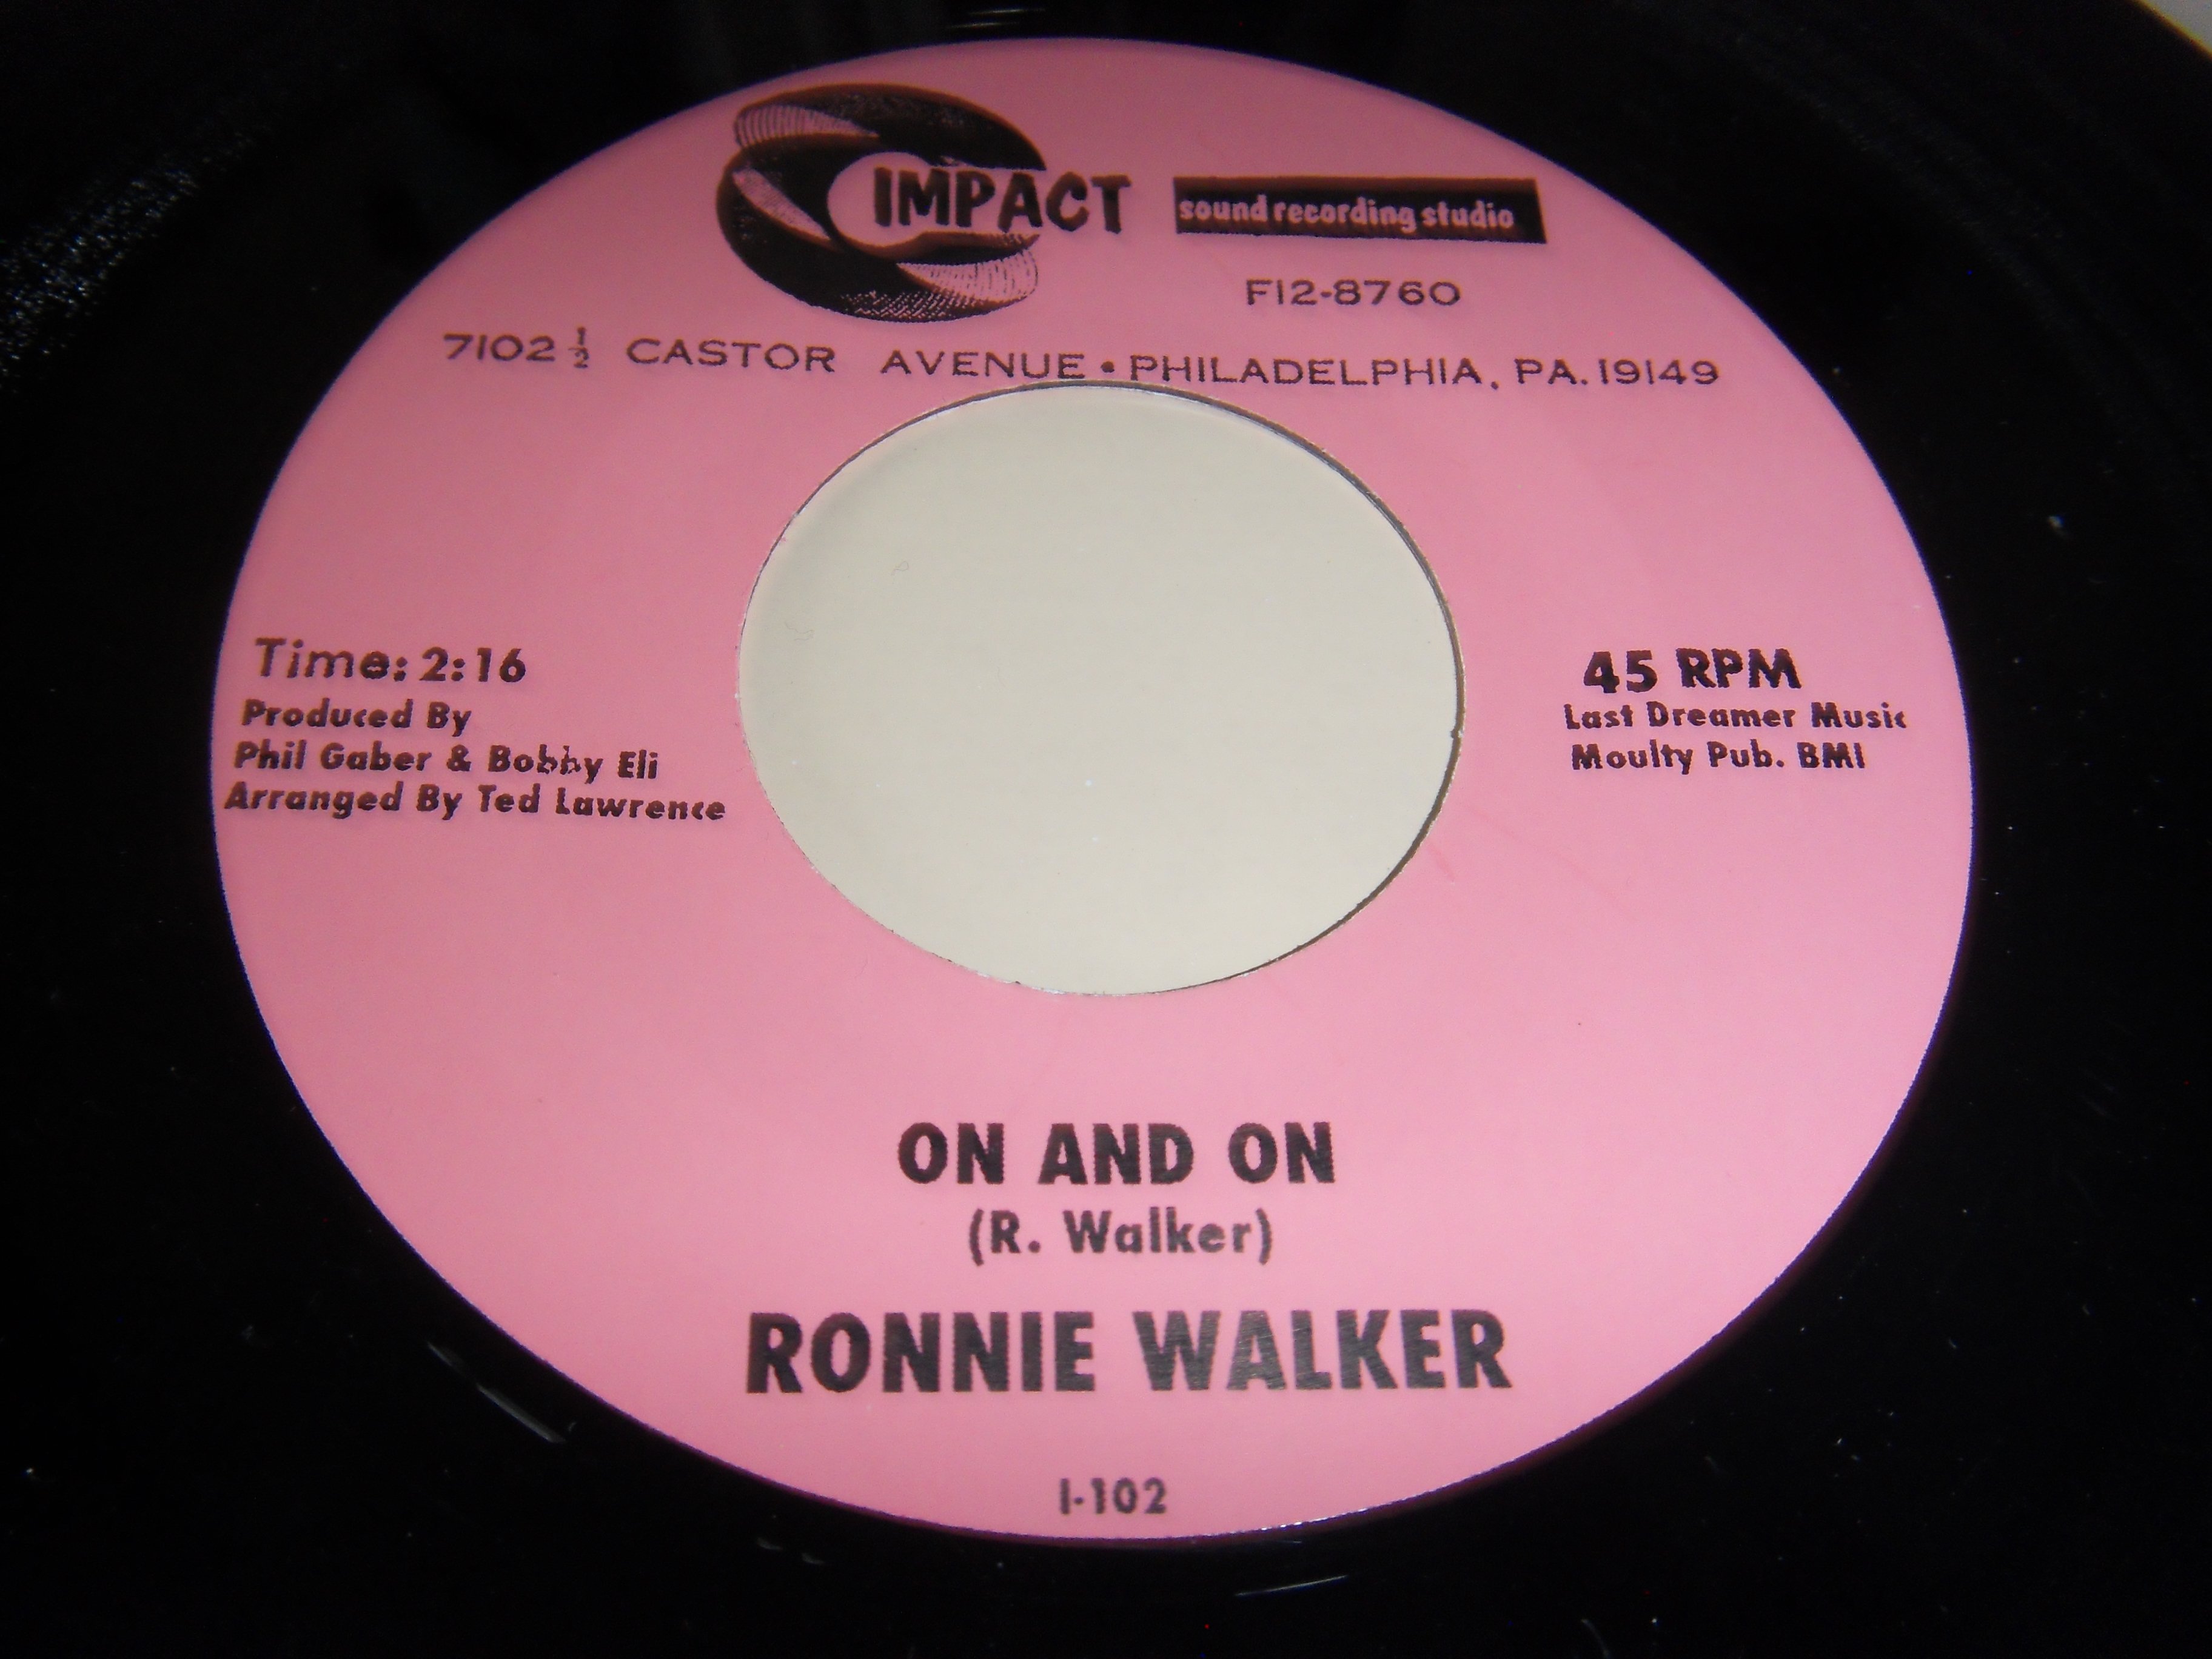 IMPACT sound recording studio
FI2-8760
7102 ½ CASTOR AVENUE • PHILADELPHIA, PA. 19149
Time: 2:16
Produced By
Phil Gaber & Bobby Eli
Arranged By Ted Lawrence
45 RPM
Last Dreamer Music
Moulty Pub. BMI
ON AND ON
(R. Walker)
RONNIE WALKER
I-102